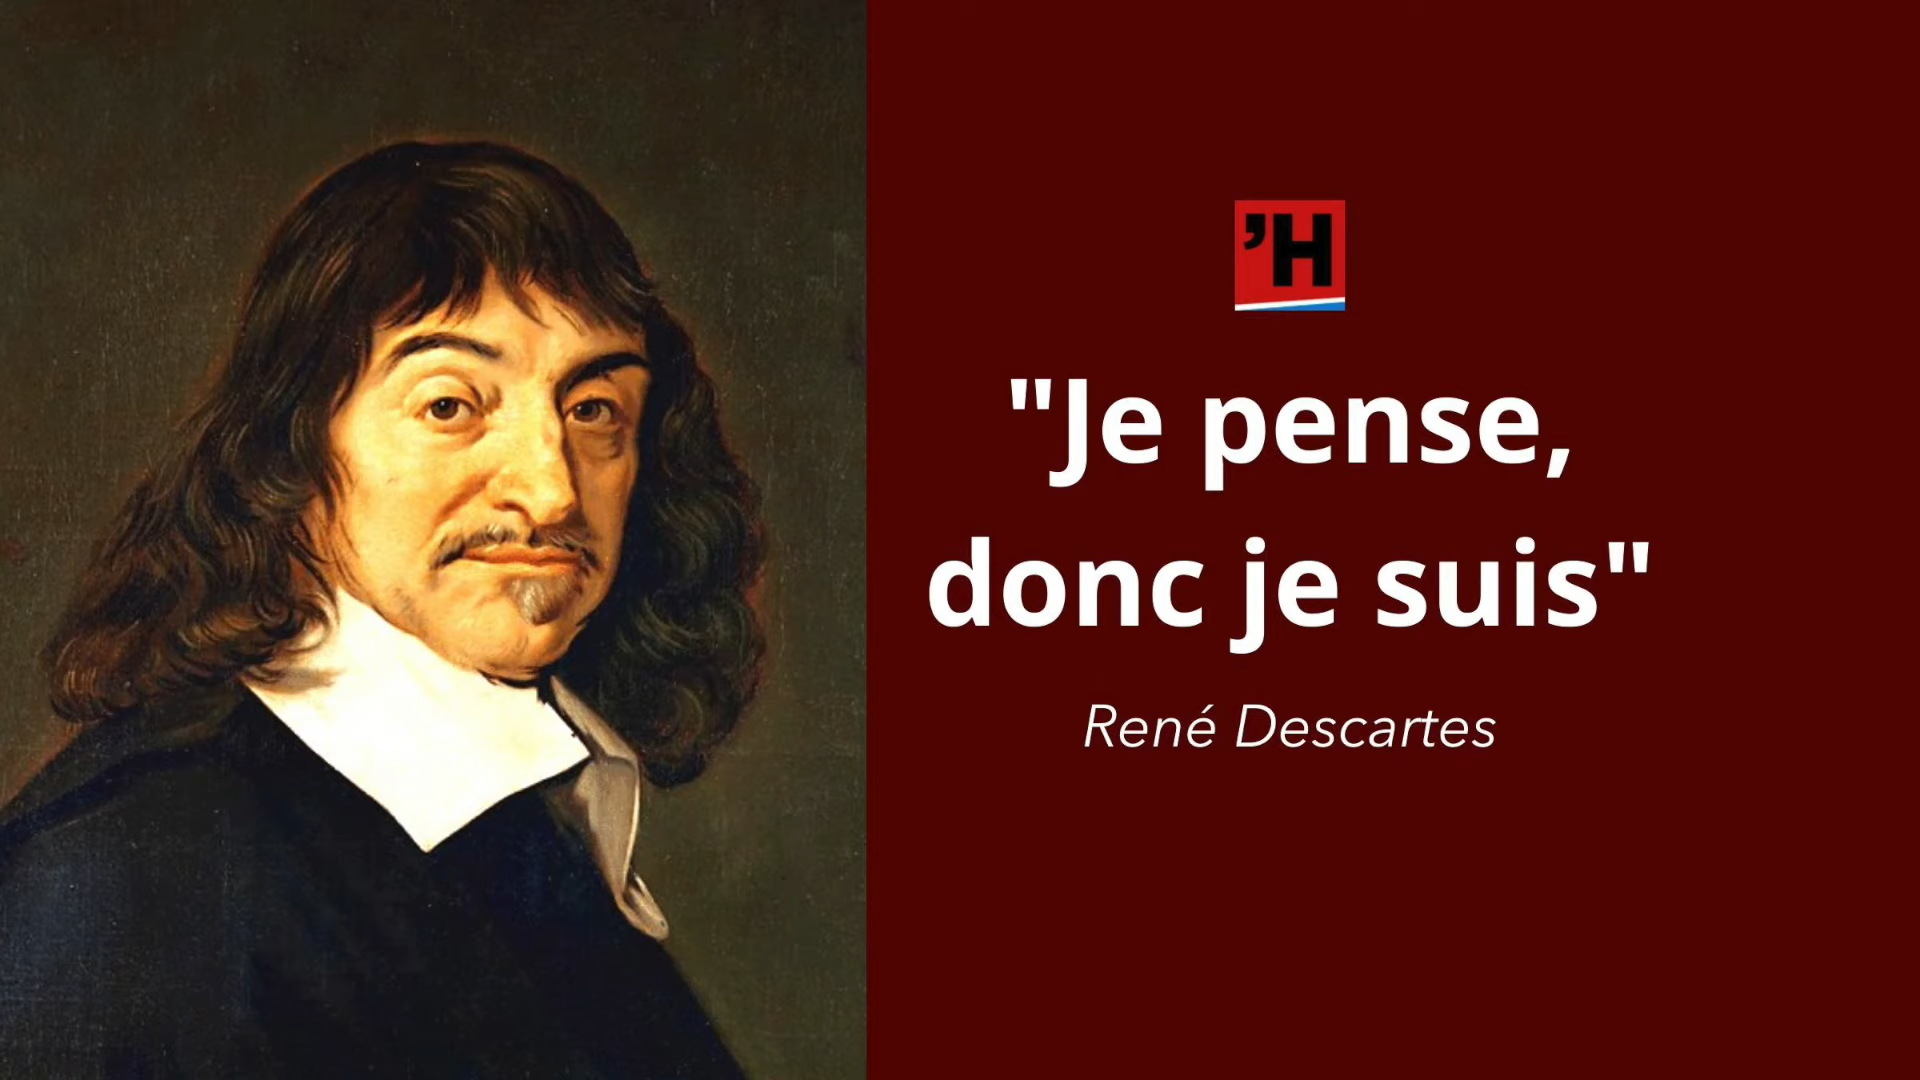 ’H
"Je pense,
donc je suis"
René Descartes